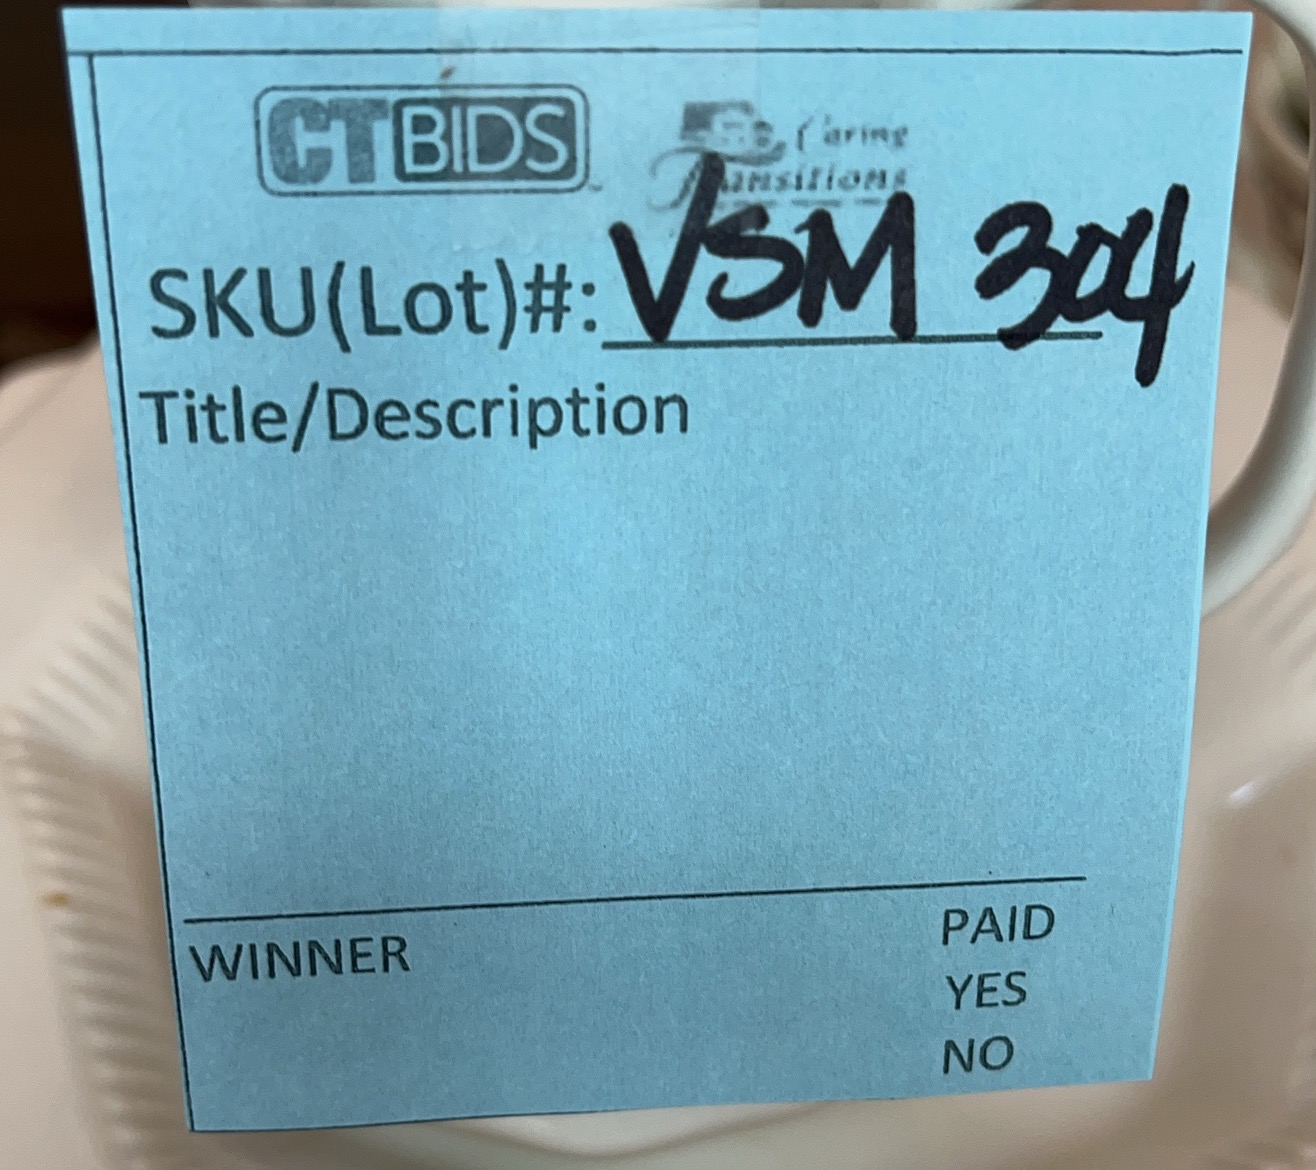 CTBIDS
Caring
Transitions
SKU(Lot)#: VSM 304
Title/Description
WINNER
PAID
YES
NO